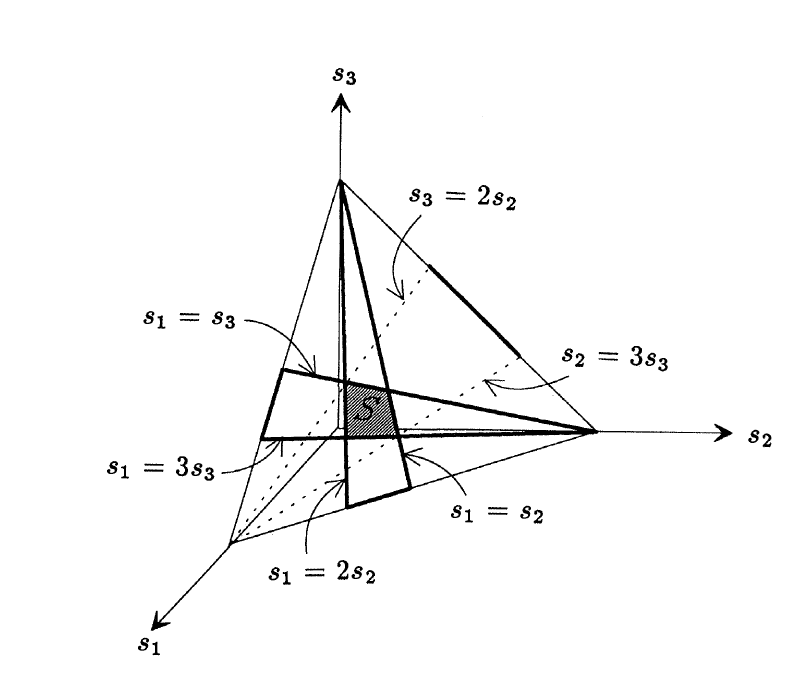 s₃
s₃ = 2s₂
s₁ = s₃
s₂ = 3s₃
S
s₂
s₁ = 3s₃
s₁ = s₂
s₁ = 2s₂
s₁